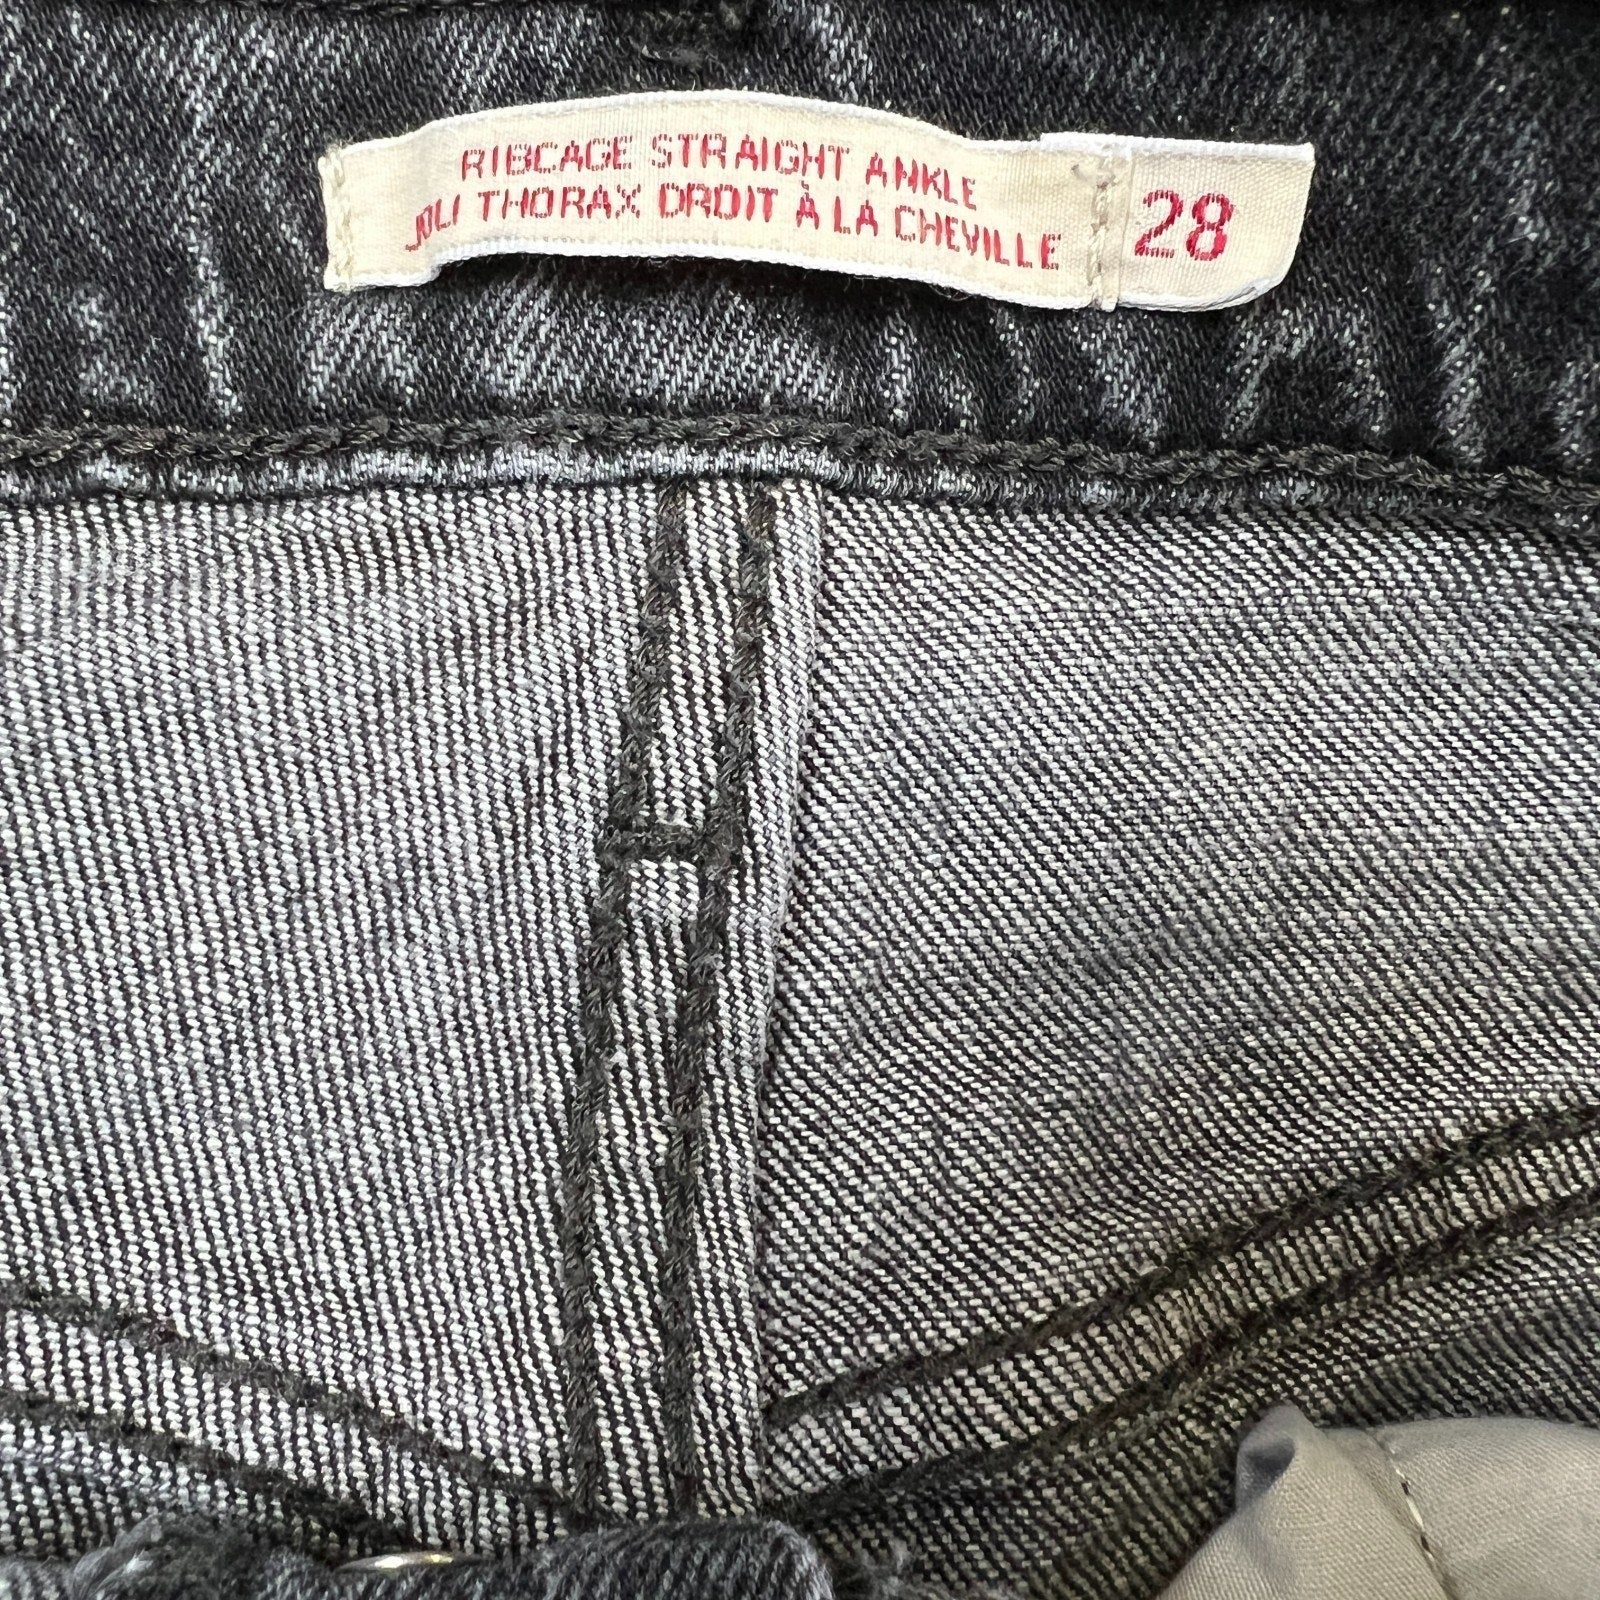 RIBCAGE STRAIGHT ANKLE
JOLI THORAX DROIT À LA CHEVILLE
28